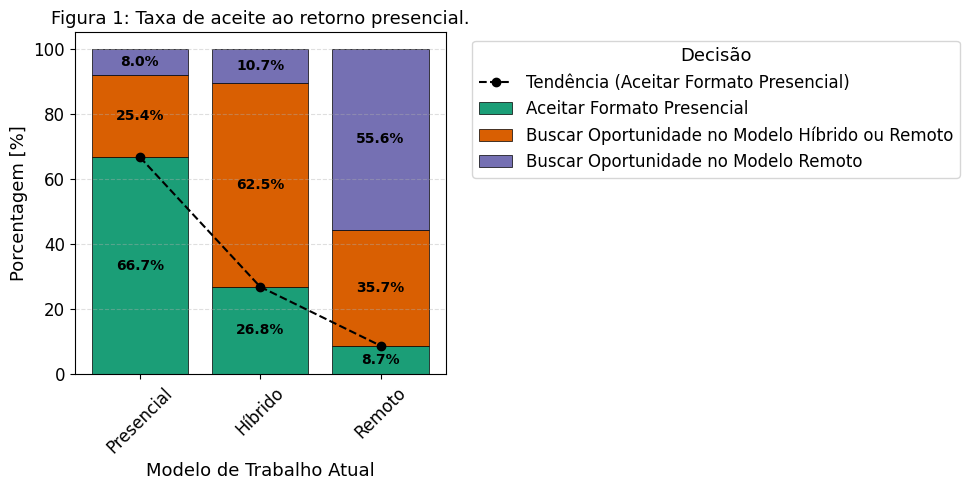 Figura 1: Taxa de aceite ao retorno presencial.
Decisão
Tendência (Aceitar Formato Presencial)
Aceitar Formato Presencial
Buscar Oportunidade no Modelo Híbrido ou Remoto
Buscar Oportunidade no Modelo Remoto
Porcentagem [%]
100
80
60
40
20
0
8.0%
25.4%
66.7%
10.7%
62.5%
26.8%
55.6%
35.7%
8.7%
Presencial
Híbrido
Remoto
Modelo de Trabalho Atual